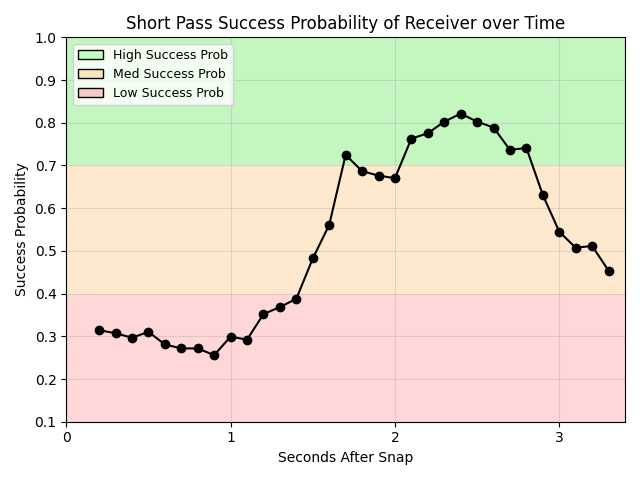 Short Pass Success Probability of Receiver over Time
High Success Prob
Med Success Prob
Low Success Prob
Success Probability
1.0
0.9
0.8
0.7
0.6
0.5
0.4
0.3
0.2
0.1
0 1 2 3
Seconds After Snap